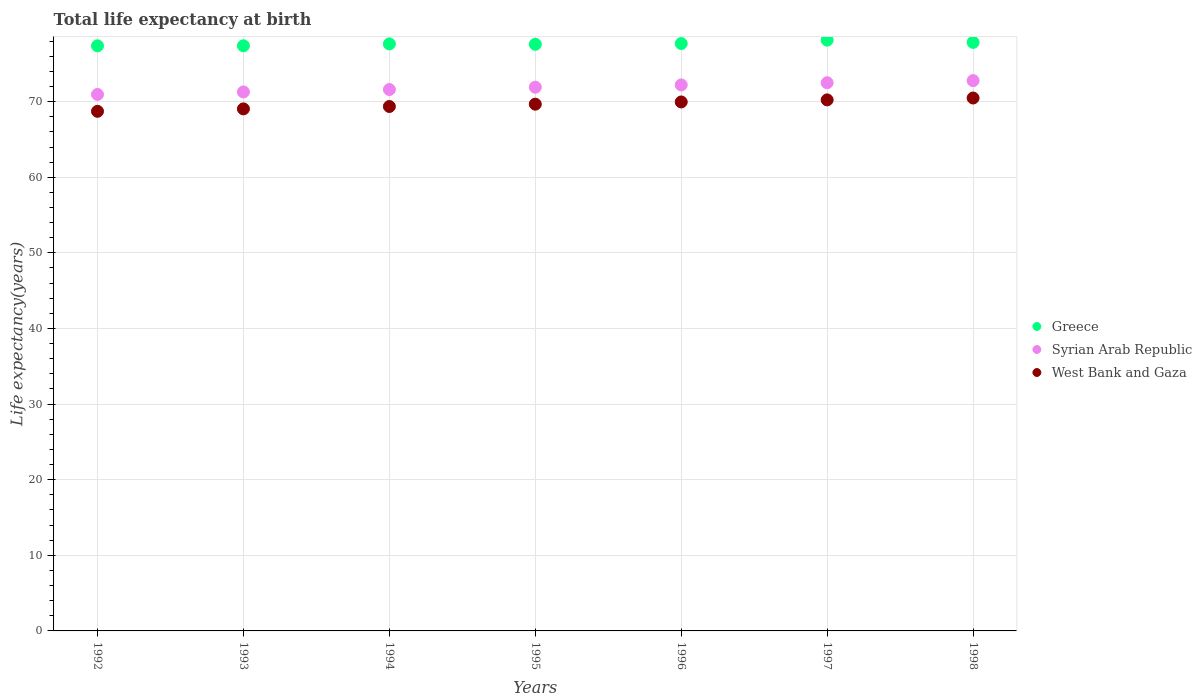 Total life expectancy at birth
Life expectancy(years)
80
70
60
50
40
30
20
10
0
1992
1993
1994
1995
1996
1997
1998
Years
Greece
Syrian Arab Republic
West Bank and Gaza